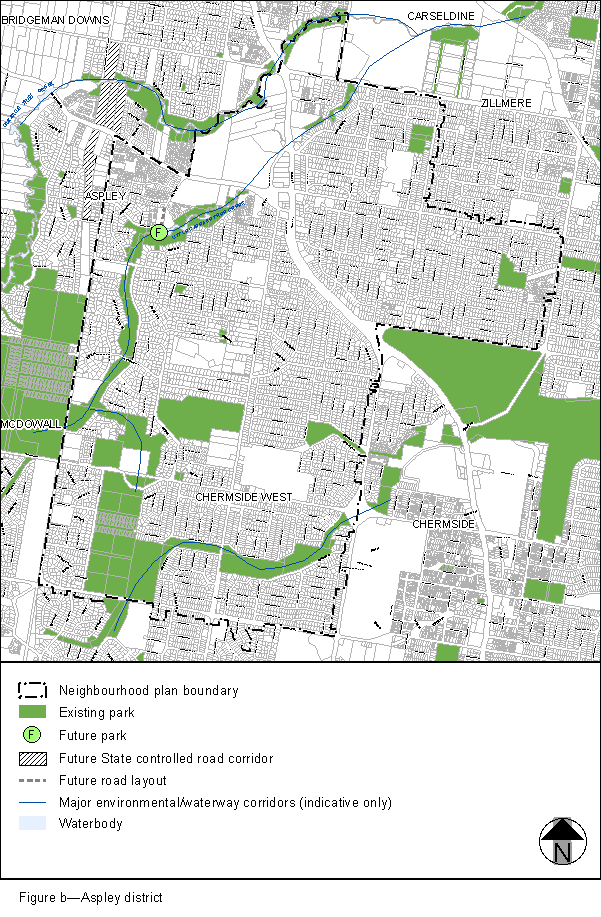 BRIDGEMAN DOWNS
CARSELDINE
ZILLMERE
ASPLEY
F
MCDOWALL
CHERMSIDE WEST
CHERMSIDE
Neighbourhood plan boundary
Existing park
F Future park
Future State controlled road corridor
Future road layout
Major environmental/waterway corridors (indicative only)
Waterbody
N
Figure b—Aspley district